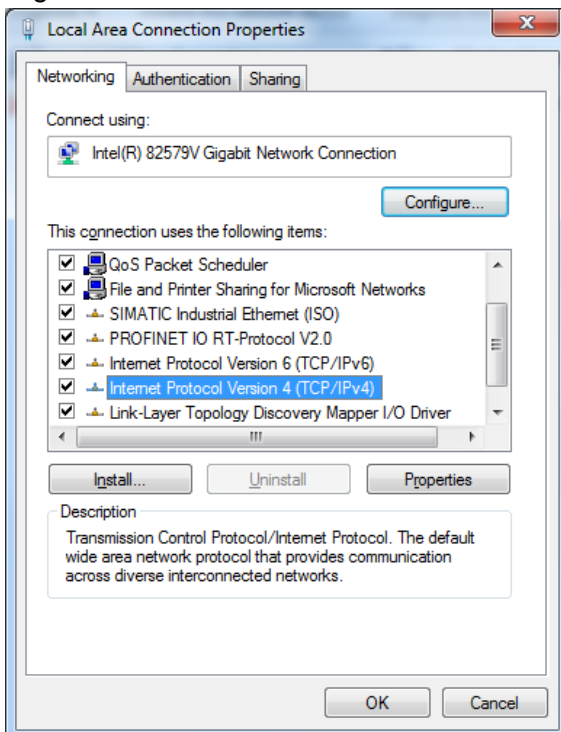 Local Area Connection Properties
Networking
Authentication
Sharing
Connect using:
Intel(R) 82579V Gigabit Network Connection
Configure...
This connection uses the following items:
QoS Packet Scheduler
File and Printer Sharing for Microsoft Networks
SIMATIC Industrial Ethernet (ISO)
PROFINET IO RT-Protocol V2.0
Internet Protocol Version 6 (TCP/IPv6)
Internet Protocol Version 4 (TCP/IPv4)
Link-Layer Topology Discovery Mapper I/O Driver
Install...
Uninstall
Properties
Description
Transmission Control Protocol/Internet Protocol. The default
wide area network protocol that provides communication
across diverse interconnected networks.
OK
Cancel